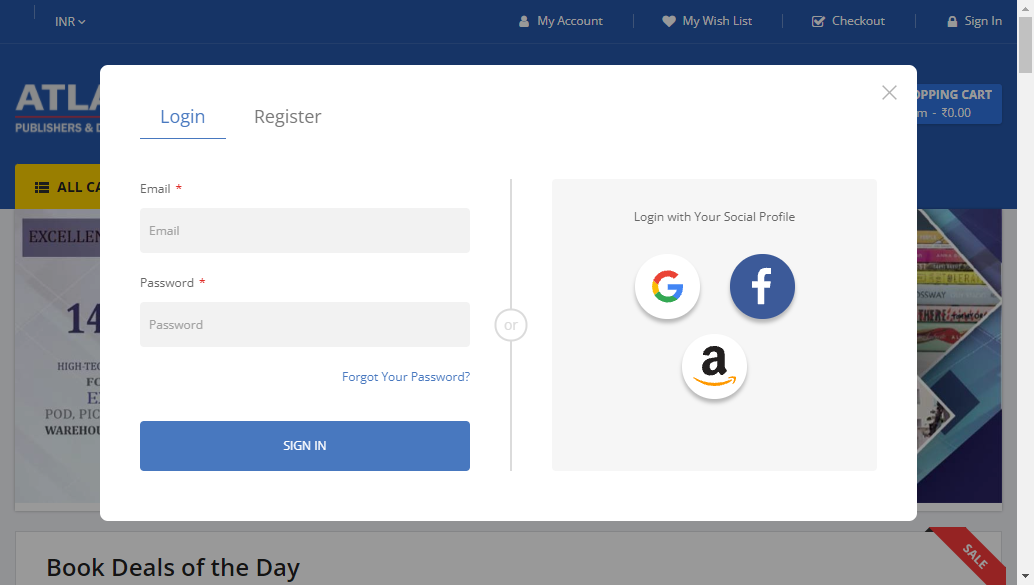 INR
My Account
My Wish List
Checkout
Sign In
ATLA
PUBLISHERS & D
OPPING CART
m - ₹0.00
ALL CA
Login
Register
Email *
Email
Password *
Password
Forgot Your Password?
SIGN IN
or
Login with Your Social Profile
EXCELLEN
14
HIGH-TEC
FO
E
POD, PIC
WAREHOU
Book Deals of the Day
SALE